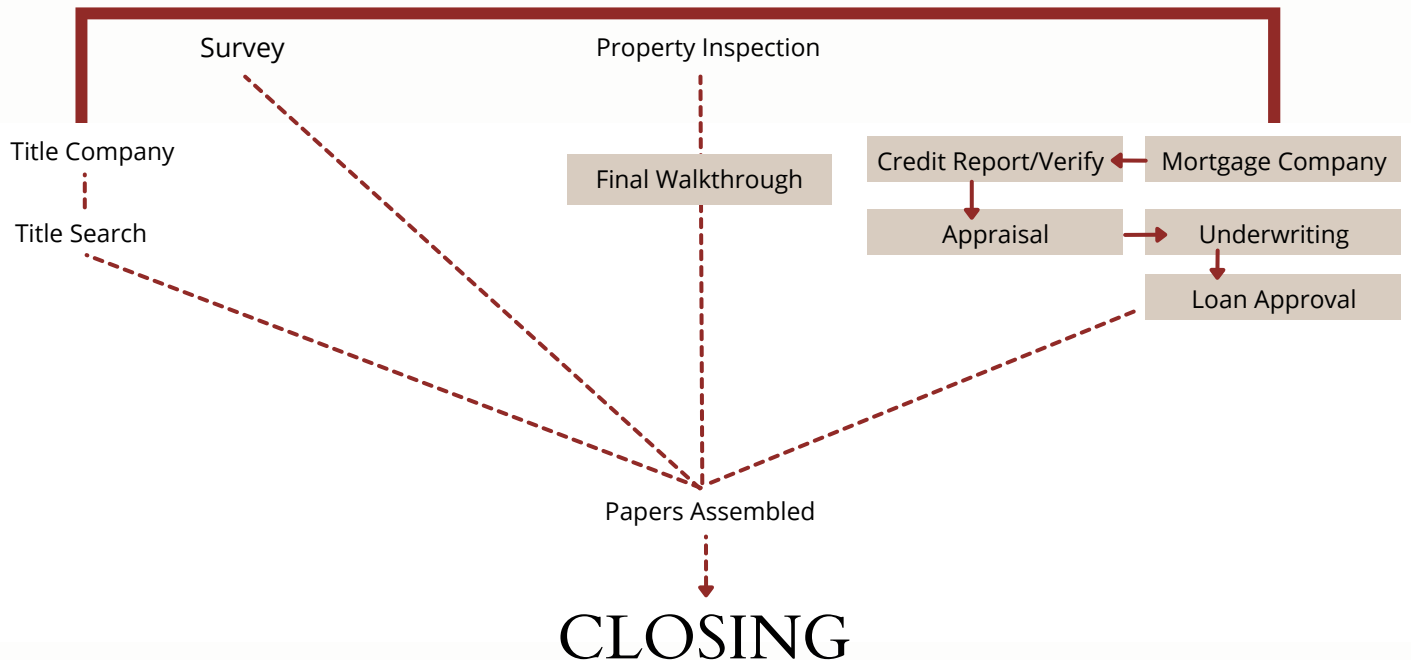 Survey
Property Inspection
Title Company
Credit Report/Verify
Mortgage Company
Final Walkthrough
Title Search
Appraisal
Underwriting
Loan Approval
Papers Assembled
CLOSING